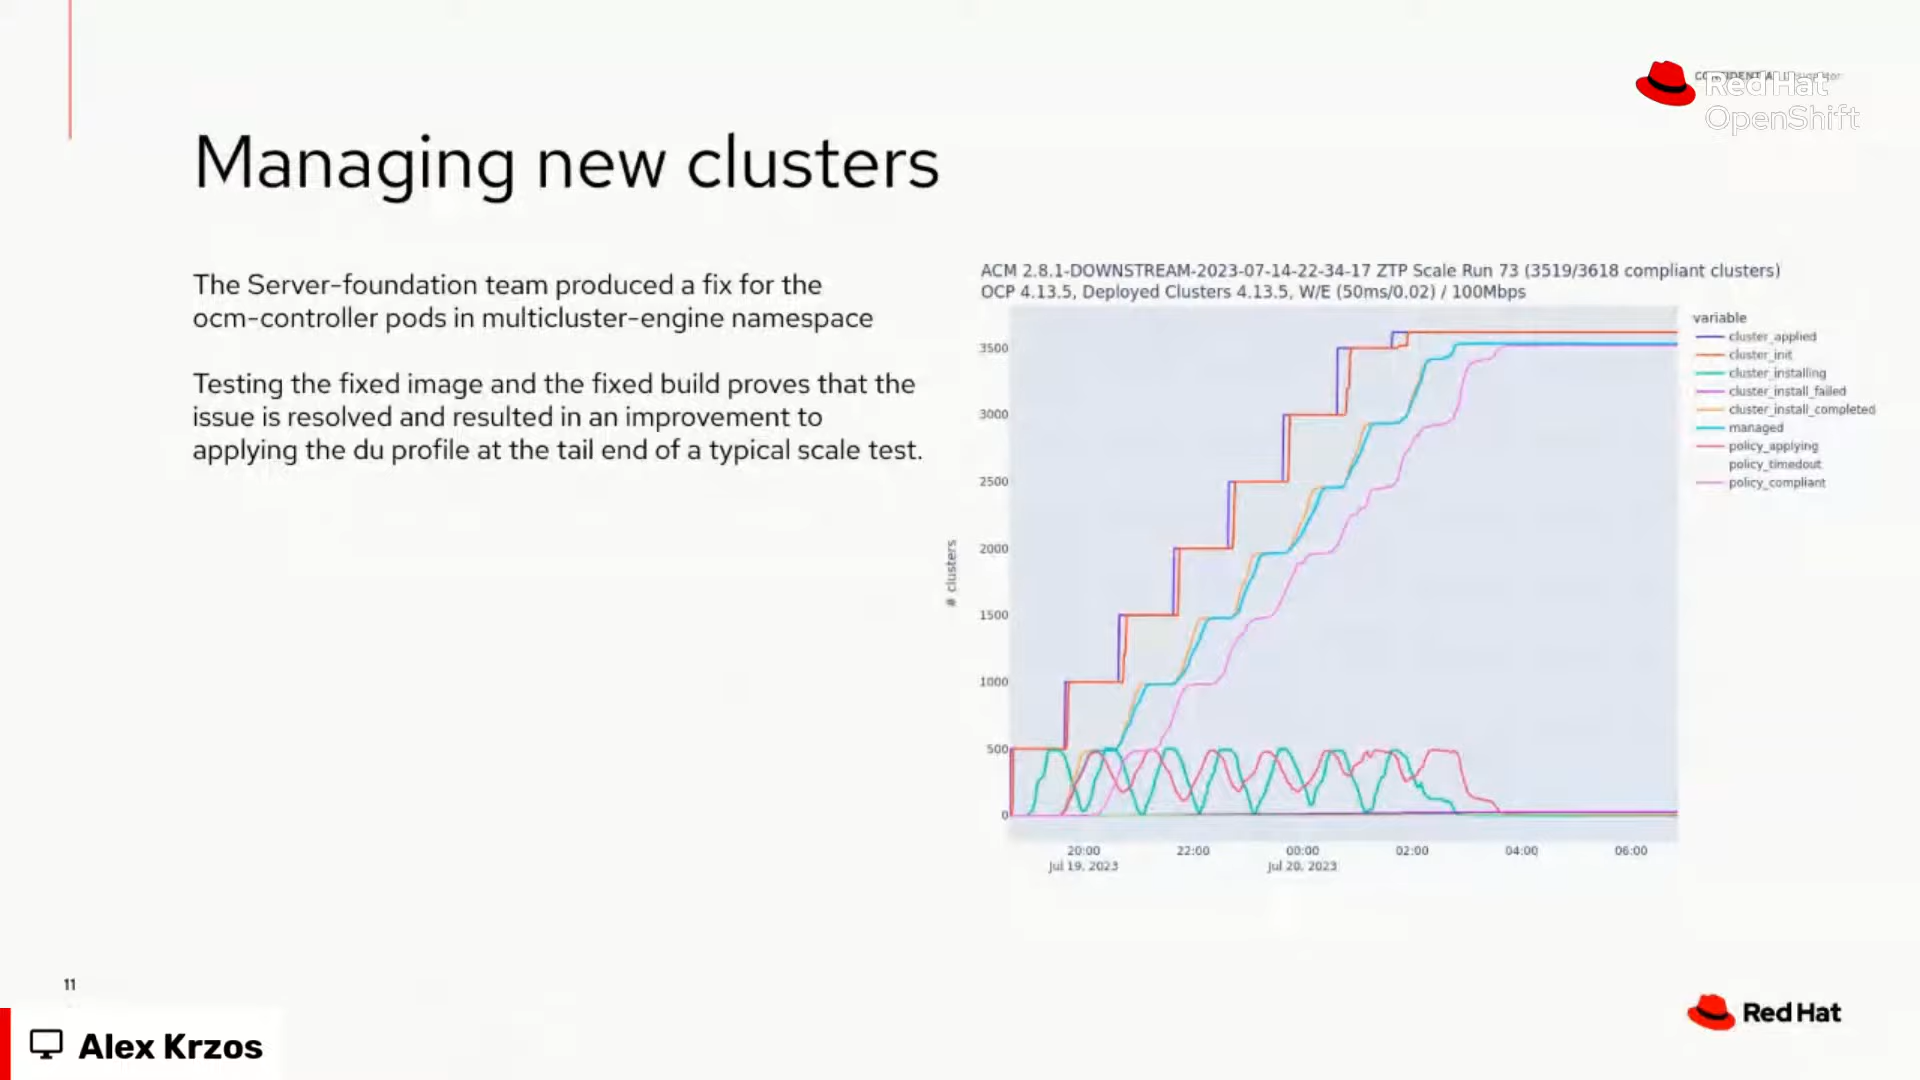 Red Hat
OpenShift
Managing new clusters
The Server-foundation team produced a fix for the
ocm-controller pods in multicluster-engine namespace
Testing the fixed image and the fixed build proves that the
issue is resolved and resulted in an improvement to
applying the du profile at the tail end of a typical scale test.
ACM 2.8.1-DOWNSTREAM-2023-07-14-22-34-17 ZTP Scale Run 73 (3519/3618 compliant clusters)
OCP 4.13.5, Deployed Clusters 4.13.5, W/E (50ms/0.02) / 100Mbps
variable
cluster_applied
cluster_init
cluster_installing
cluster_install_failed
cluster_install_completed
managed
policy_applying
policy_timedout
policy_compliant
# clusters
3500
3000
2500
2000
1500
1000
500
0
20:00
Jul 19, 2023
22:00
00:00
Jul 20, 2023
02:00
04:00
06:00
11
Alex Krzos
Red Hat